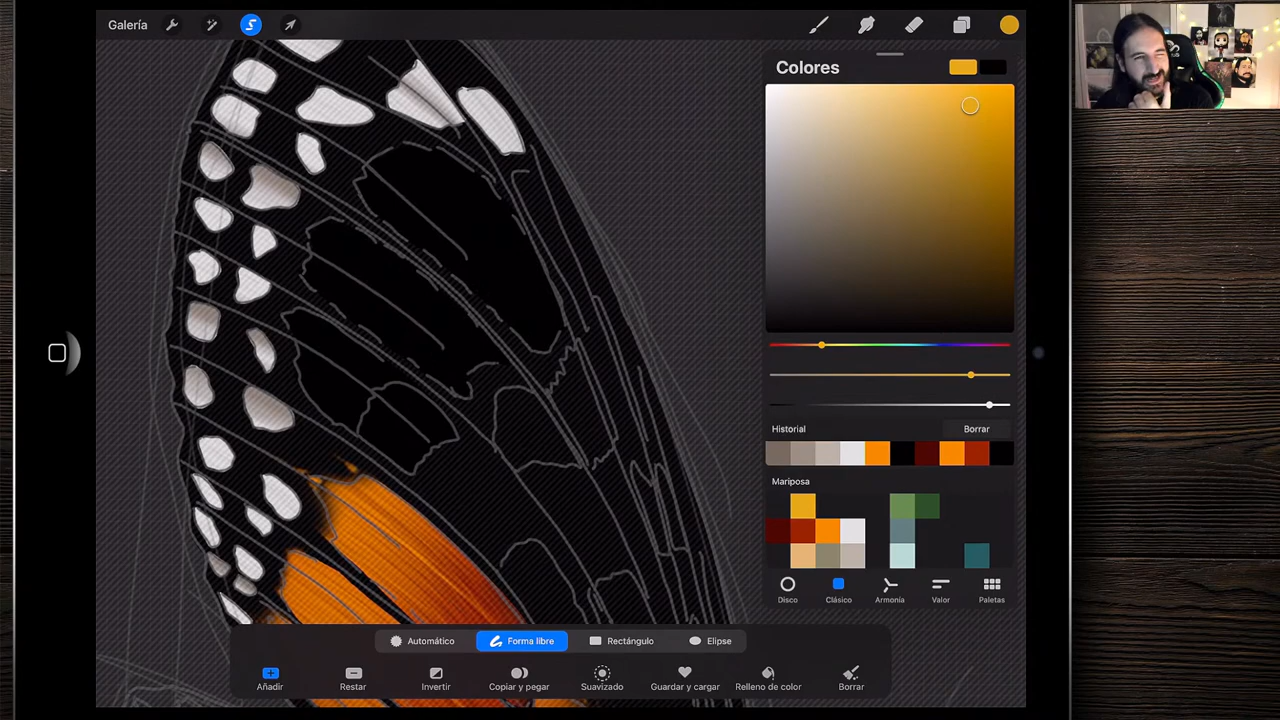 Galería
Colores
Historial
Borrar
Mariposa
Disco
Clásico
Armonía
Valor
Paletas
Automático
Forma libre
Rectángulo
Elipse
Añadir
Restar
Invertir
Copiar y pegar
Suavizado
Guardar y cargar
Relleno de color
Borrar